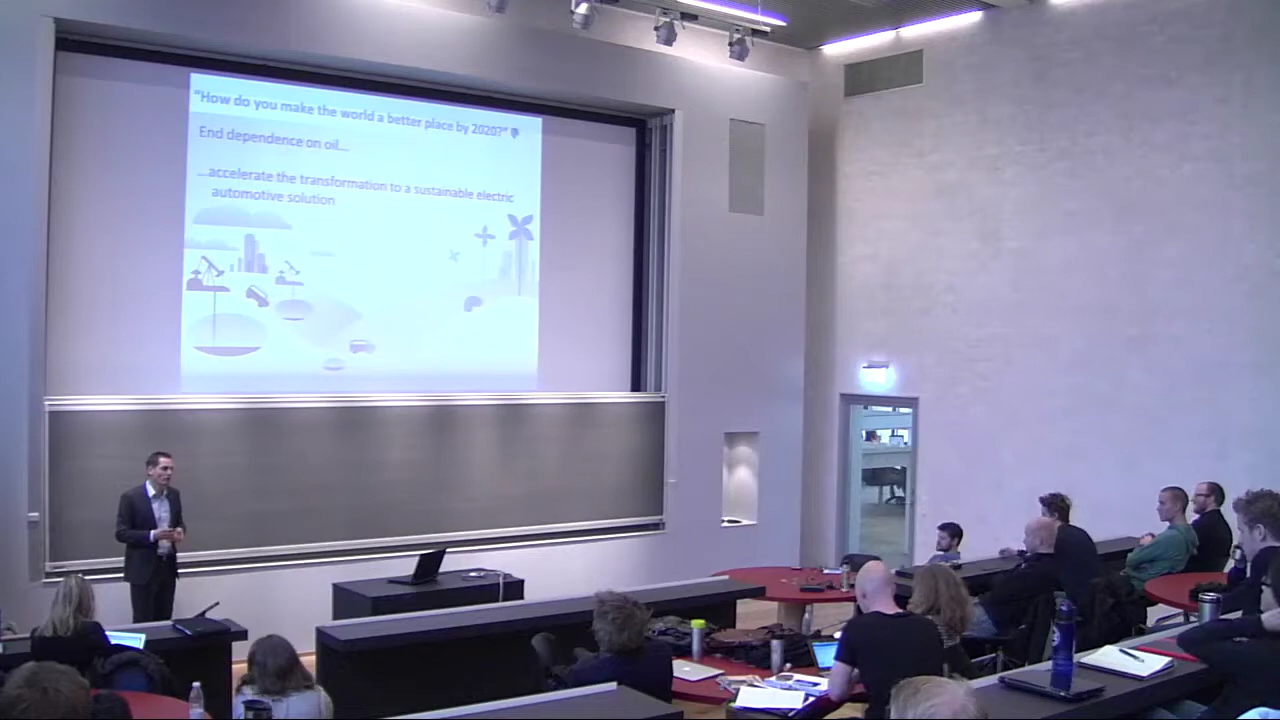 "How do you make the world a better place by 2020?"
End dependence on oil...
...accelerate the transformation to a sustainable electric
automotive solution